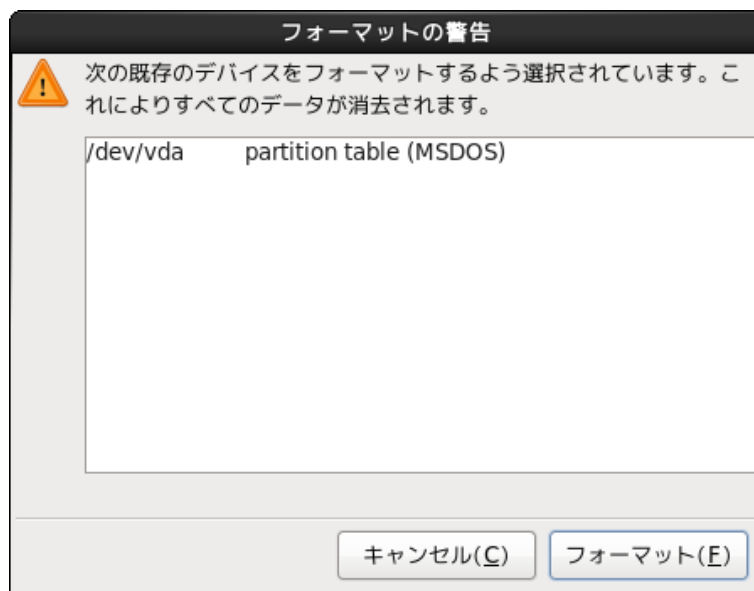 フォーマットの警告
次の既存のデバイスをフォーマットするよう選択されています。こ
れによりすべてのデータが消去されます。
/dev/vda partition table (MSDOS)
キャンセル(C) フォーマット(F)